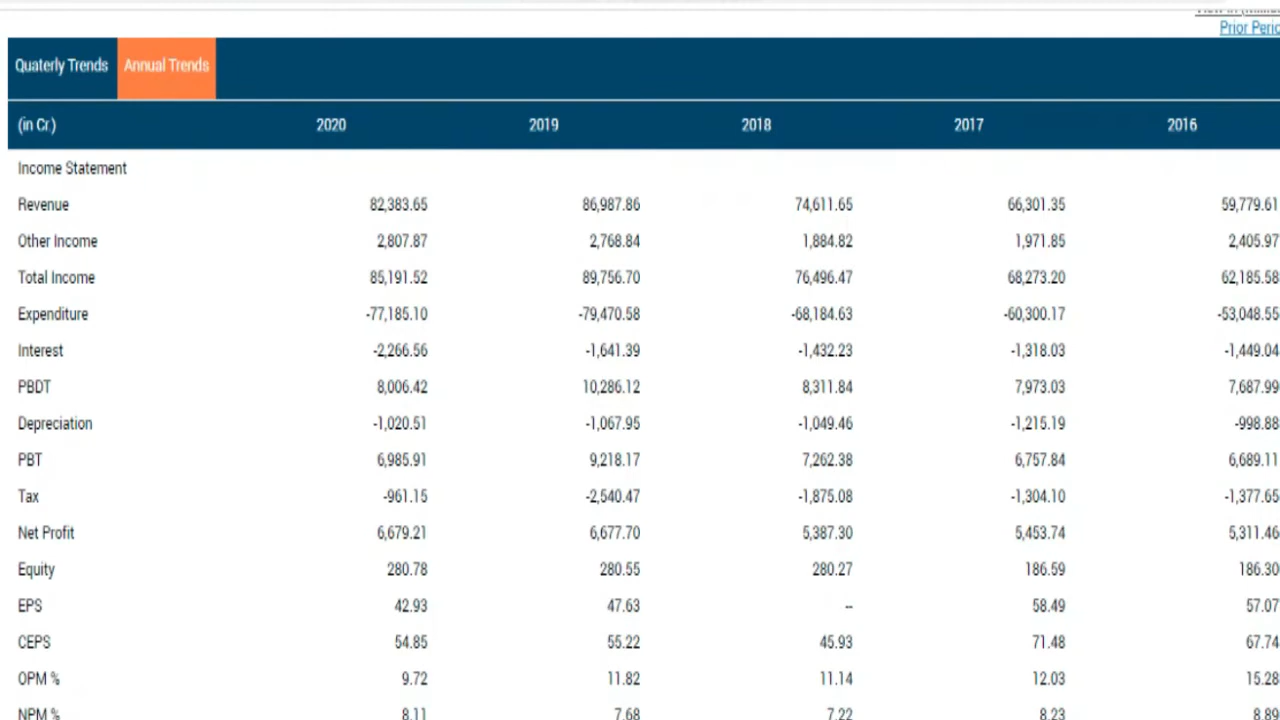 Prior Perio
Quaterly Trends Annual Trends
(in Cr.) 2020 2019 2018 2017 2016
Income Statement
Revenue 82,383.65 86,987.86 74,611.65 66,301.35 59,779.61
Other Income 2,807.87 2,768.84 1,884.82 1,971.85 2,405.97
Total Income 85,191.52 89,756.70 76,496.47 68,273.20 62,185.58
Expenditure -77,185.10 -79,470.58 -68,184.63 -60,300.17 -53,048.55
Interest -2,266.56 -1,641.39 -1,432.23 -1,318.03 -1,449.04
PBDT 8,006.42 10,286.12 8,311.84 7,973.03 7,687.99
Depreciation -1,020.51 -1,067.95 -1,049.46 -1,215.19 -998.88
PBT 6,985.91 9,218.17 7,262.38 6,757.84 6,689.11
Tax -961.15 -2,540.47 -1,875.08 -1,304.10 -1,377.65
Net Profit 6,679.21 6,677.70 5,387.30 5,453.74 5,311.46
Equity 280.78 280.55 280.27 186.59 186.30
EPS 42.93 47.63 -- 58.49 57.07
CEPS 54.85 55.22 45.93 71.48 67.74
OPM % 9.72 11.82 11.14 12.03 15.28
NPM % 8.11 7.68 7.22 8.23 8.89